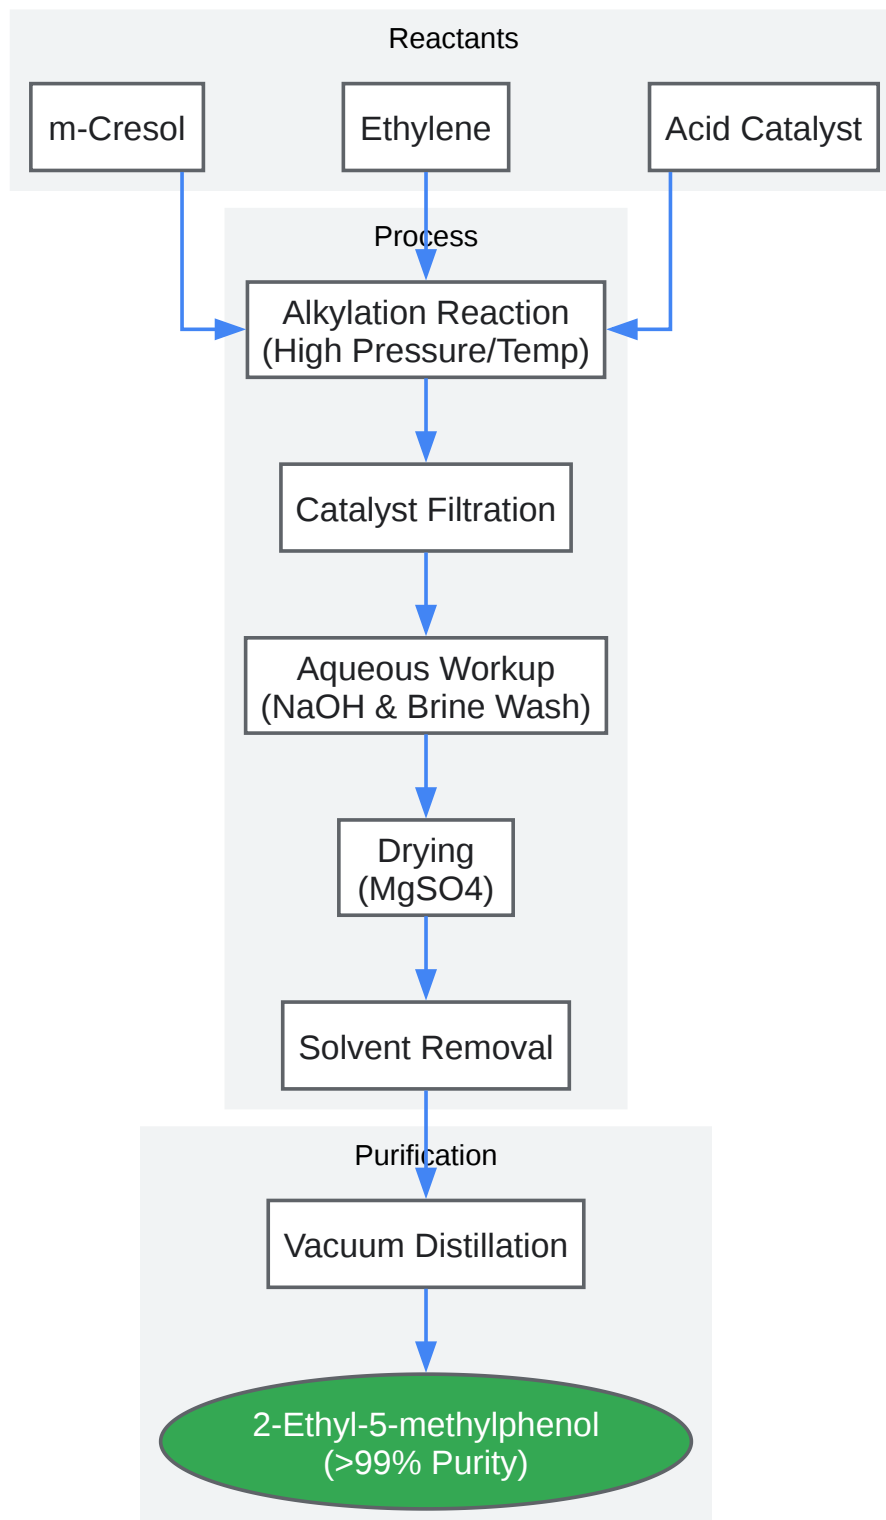 Reactants
m-Cresol
Ethylene
Acid Catalyst
Process
Alkylation Reaction
(High Pressure/Temp)
Catalyst Filtration
Aqueous Workup
(NaOH & Brine Wash)
Drying
(MgSO4)
Solvent Removal
Purification
Vacuum Distillation
2-Ethyl-5-methylphenol
(>99% Purity)